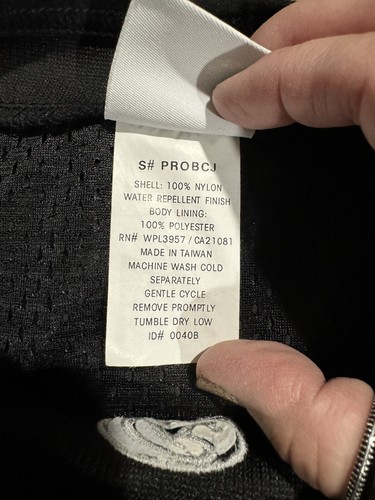 S# PROBCJ
SHELL: 100% NYLON
WATER REPELLENT FINISH
BODY LINING:
100% POLYESTER
RN# WPL3957 / CA21081
MADE IN TAIWAN
MACHINE WASH COLD
SEPARATELY
GENTLE CYCLE
REMOVE PROMPTLY
TUMBLE DRY LOW
ID# 0040B